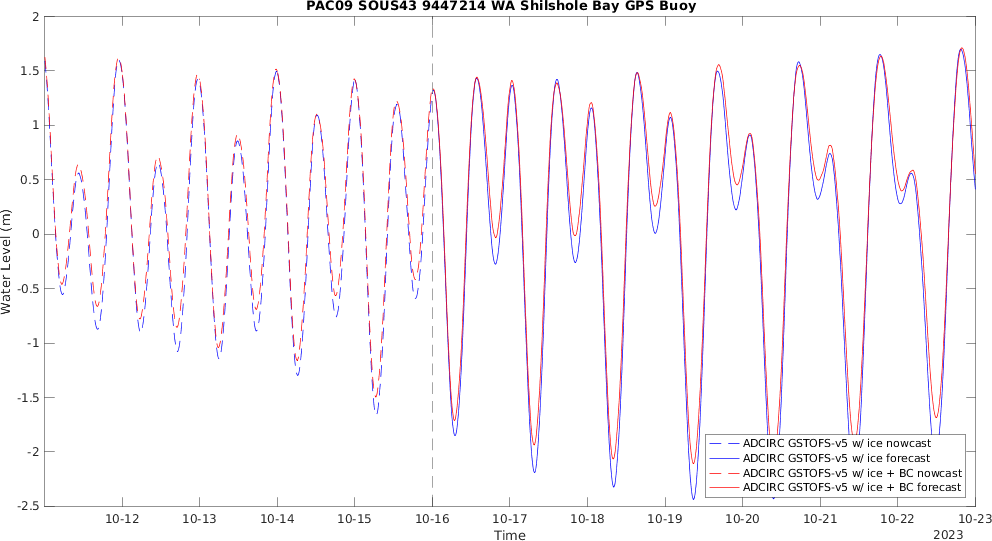 PAC09 SOUS43 9447214 WA Shilshole Bay GPS Buoy
2
1.5
1
0.5
0
-0.5
-1
-1.5
-2
-2.5
Water Level (m)
ADCIRC GSTOFS-v5 w/ ice nowcast
ADCIRC GSTOFS-v5 w/ ice forecast
ADCIRC GSTOFS-v5 w/ ice + BC nowcast
ADCIRC GSTOFS-v5 w/ ice + BC forecast
10-12 10-13 10-14 10-15 10-16 10-17 10-18 10-19 10-20 10-21 10-22 10-23
Time
2023